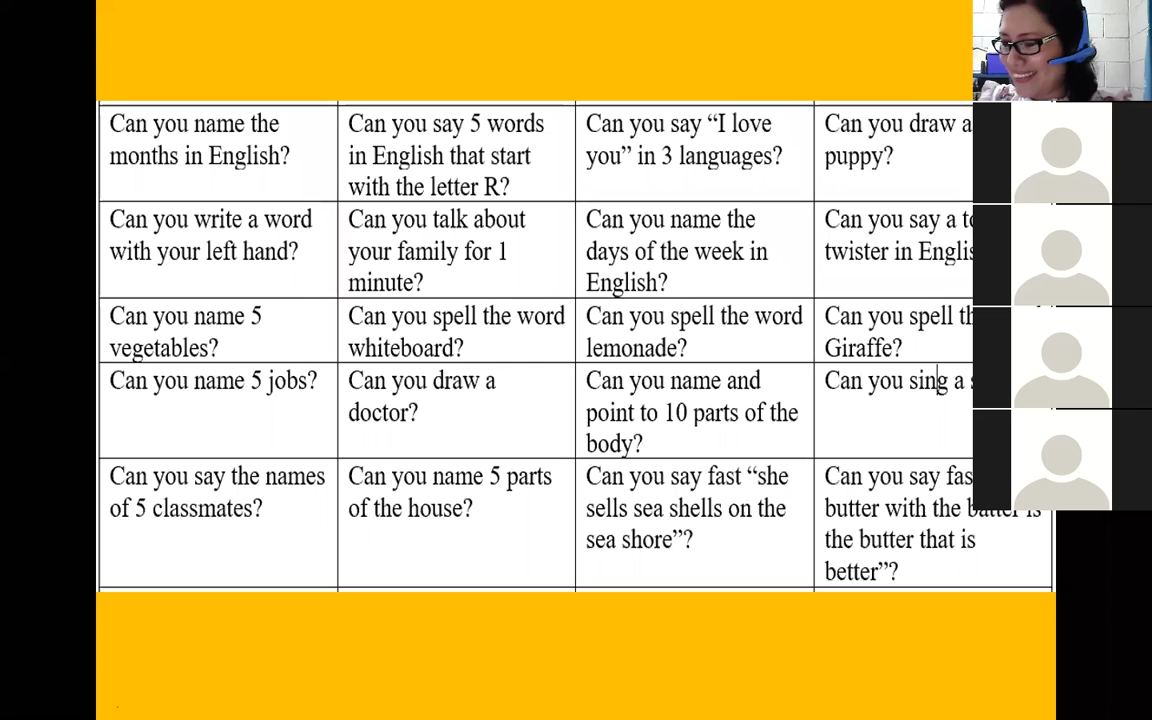 Can you name the
months in English?
Can you say 5 words
in English that start
with the letter R?
Can you say “I love
you” in 3 languages?
Can you draw a
puppy?
Can you write a word
with your left hand?
Can you talk about
your family for 1
minute?
Can you name the
days of the week in
English?
Can you say a
twister in
Can you name 5
vegetables?
Can you spell the word
whiteboard?
Can you spell the word
lemonade?
Can you spell
Giraffe?
Can you name 5 jobs?
Can you draw a
doctor?
Can you name and
point to 10 parts of the
body?
Can you sing a
Can you say the names
of 5 classmates?
Can you name 5 parts
of the house?
Can you say fast “she
sells sea shells on the
sea shore”?
Can you say
butter with the batter is
the butter that is
better”?